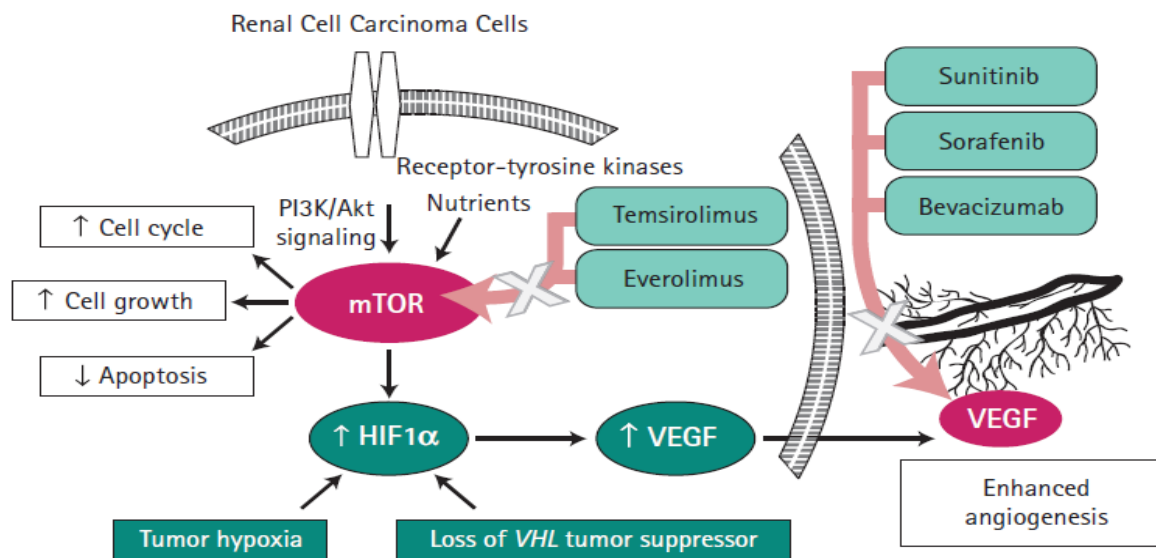 Renal Cell Carcinoma Cells
Receptor-tyrosine kinases
PI3K/Akt
signaling
Nutrients
↑ Cell cycle
↑ Cell growth
↓ Apoptosis
mTOR
Temsirolimus
Everolimus
Sunitinib
Sorafenib
Bevacizumab
↑ HIF1α
↑ VEGF
VEGF
Enhanced
angiogenesis
Tumor hypoxia
Loss of VHL tumor suppressor